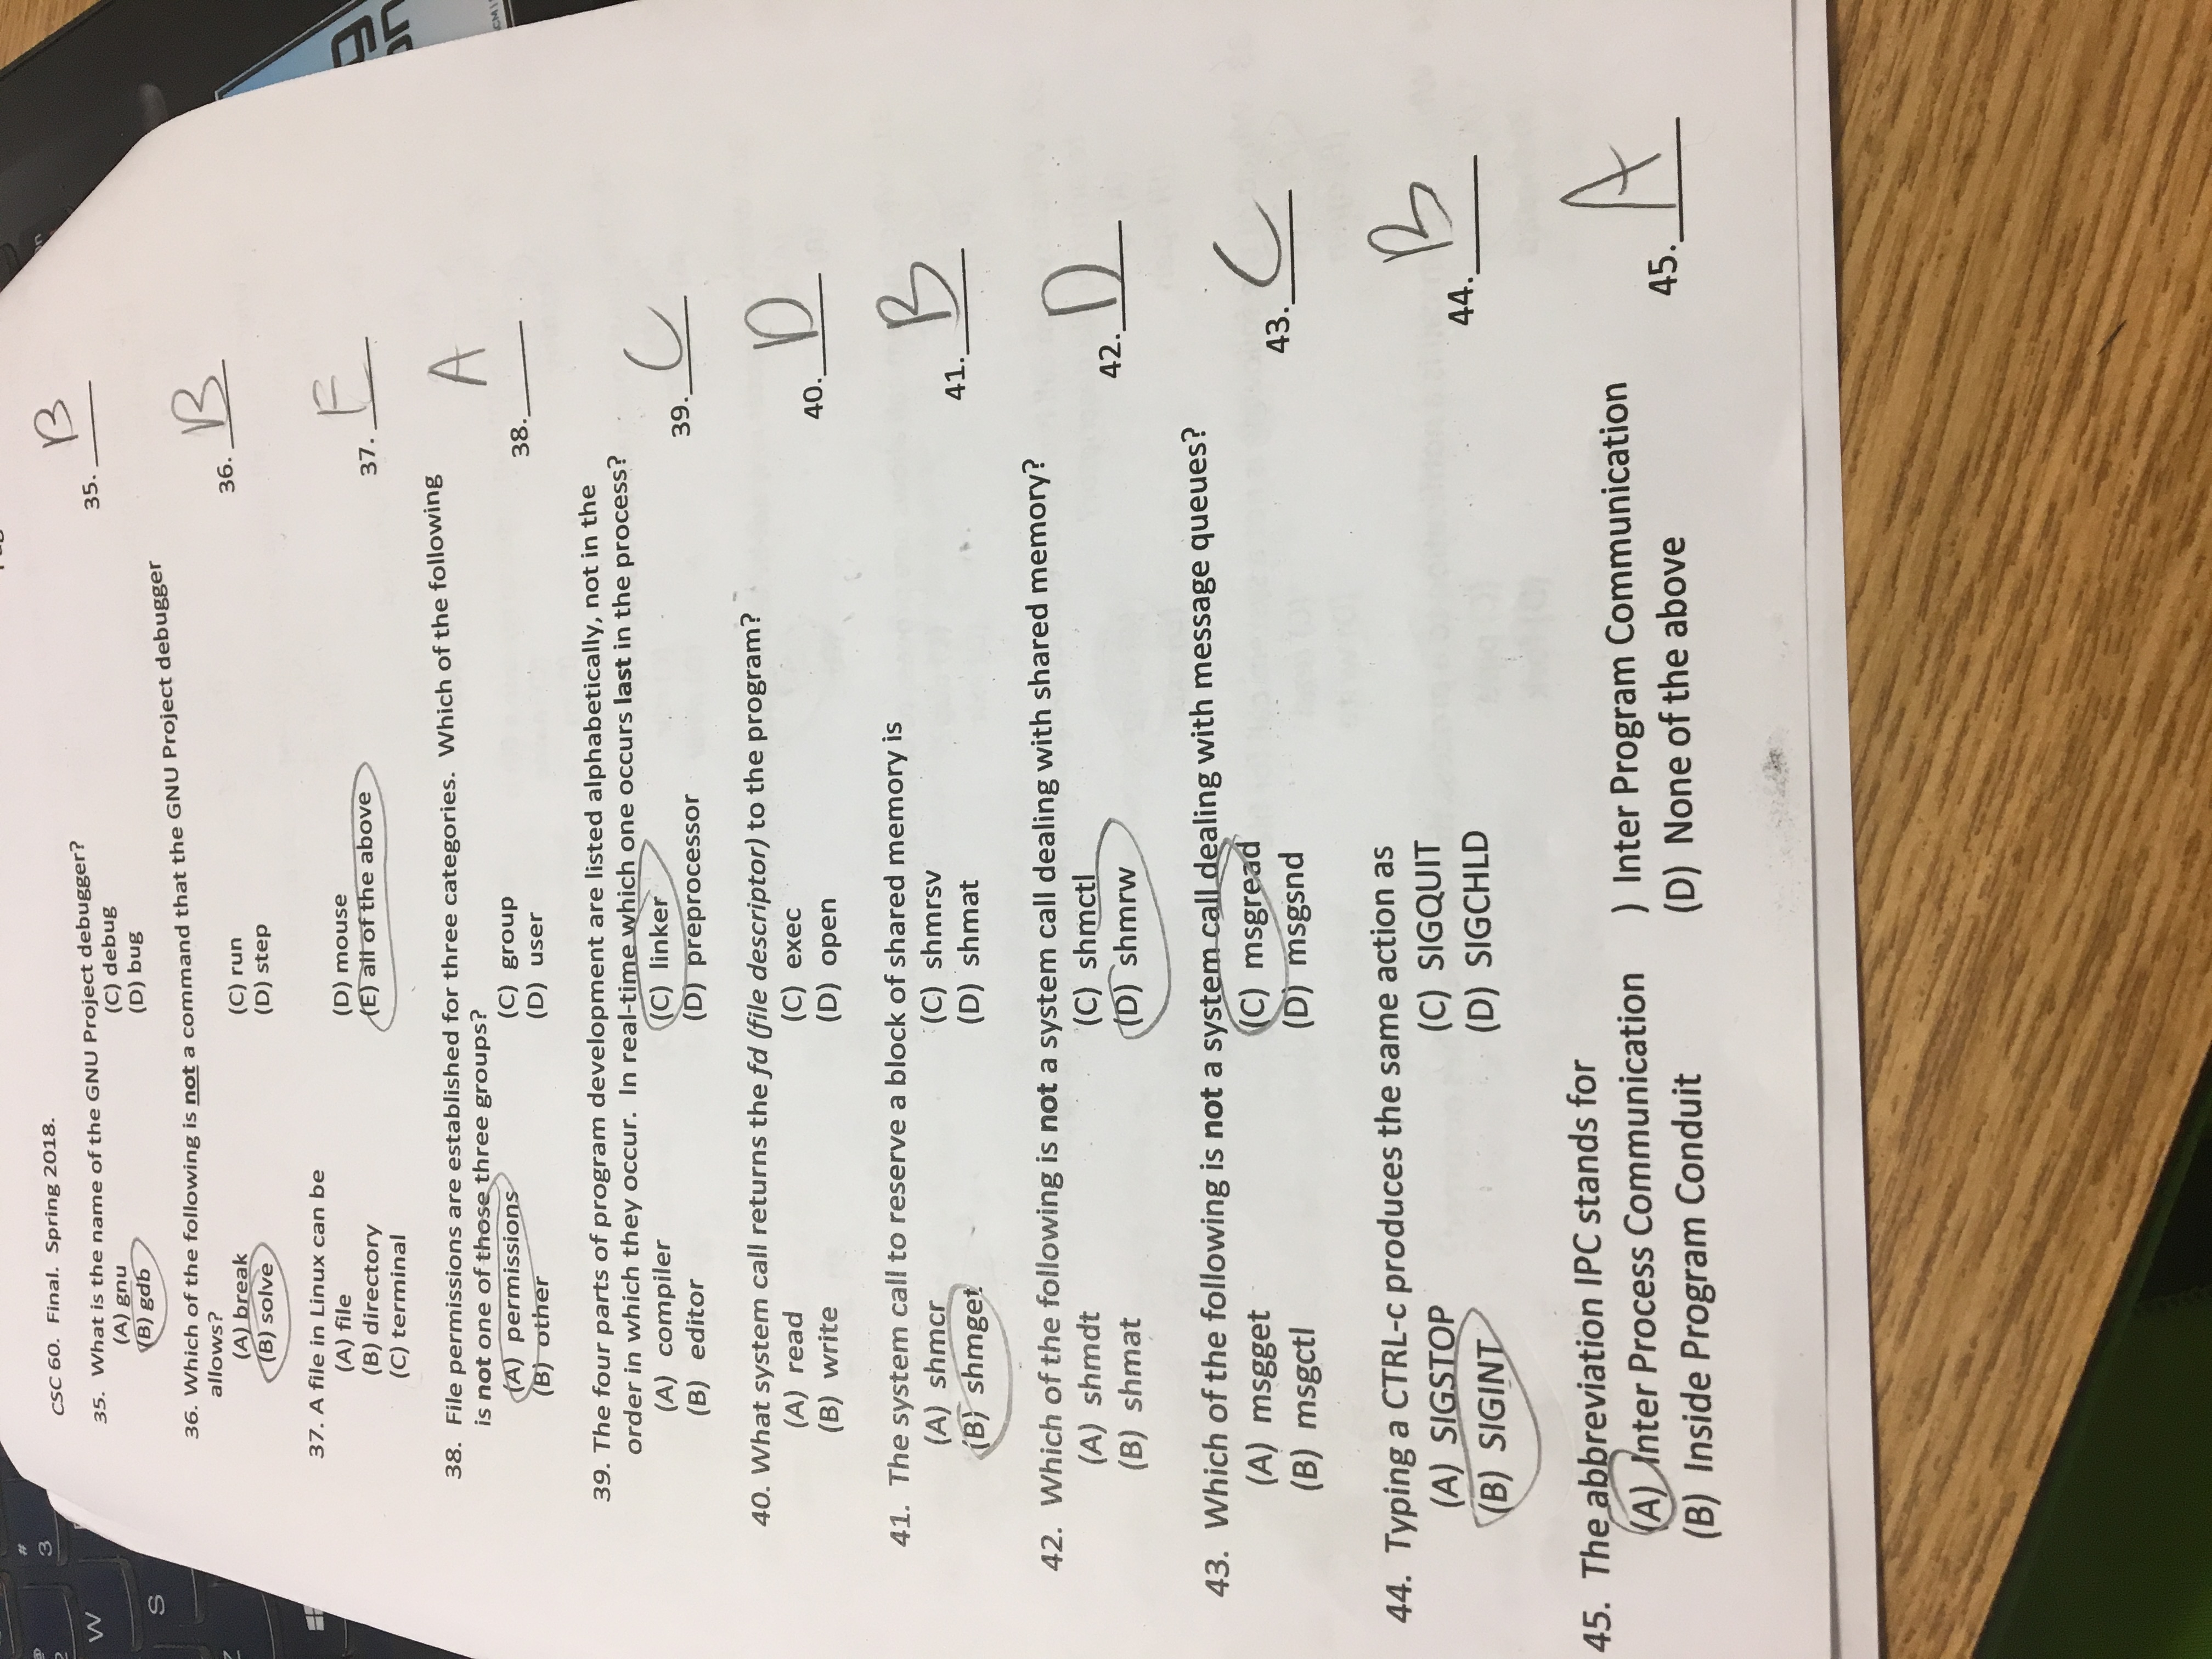 CSC 60. Final. Spring 2018.
35. What is the name of the GNU Project debugger?
(A) gnu (C) debug
(B) gdb (D) bug
35. B
36. Which of the following is not a command that the GNU Project debugger
allows?
(A) break (C) run
(B) solve (D) step
36. B
37. A file in Linux can be
(A) file (D) mouse
(B) directory (E) all of the above
(C) terminal
37. E
38. File permissions are established for three categories. Which of the following
is not one of those three groups?
(A) permissions (C) group
(B) other (D) user
38. A
39. The four parts of program development are listed alphabetically, not in the
order in which they occur. In real-time which one occurs last in the process?
(A) compiler (C) linker
(B) editor (D) preprocessor
39. C
40. What system call returns the fd (file descriptor) to the program?
(A) read (C) exec
(B) write (D) open
40. D
41. The system call to reserve a block of shared memory is
(A) shmcr (C) shmrsv
(B) shmget (D) shmat
41. B
42. Which of the following is not a system call dealing with shared memory?
(A) shmdt (C) shmctl
(B) shmat (D) shmrw
42. D
43. Which of the following is not a system call dealing with message queues?
(A) msgget (C) msgread
(B) msgctl (D) msgsnd
43. C
44. Typing a CTRL-c produces the same action as
(A) SIGSTOP (C) SIGQUIT
(B) SIGINT (D) SIGCHLD
44. B
45. The abbreviation IPC stands for
(A) Inter Process Communication ) Inter Program Communication
(B) Inside Program Conduit (D) None of the above
45. A
#
3
W
S